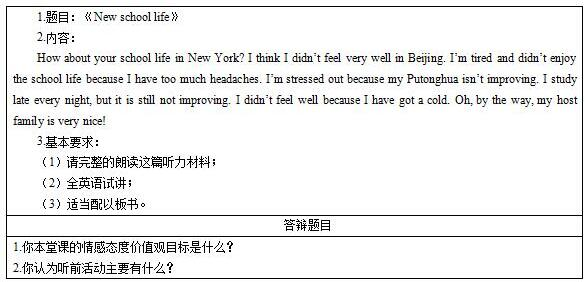 1.题目：《New school life》
2.内容：
How about your school life in New York? I think I didn’t feel very well in Beijing. I’m tired and didn’t enjoy
the school life because I have too much headaches. I’m stressed out because my Putonghua isn’t improving. I study
late every night, but it is still not improving. I didn’t feel well because I have got a cold. Oh, by the way, my host
family is very nice!
3.基本要求：
（1）请完整的朗读这篇听力材料；
（2）全英语试讲；
（3）适当配以板书。
答辩题目
1.你本堂课的情感态度价值观目标是什么？
2.你认为听前活动主要有什么？